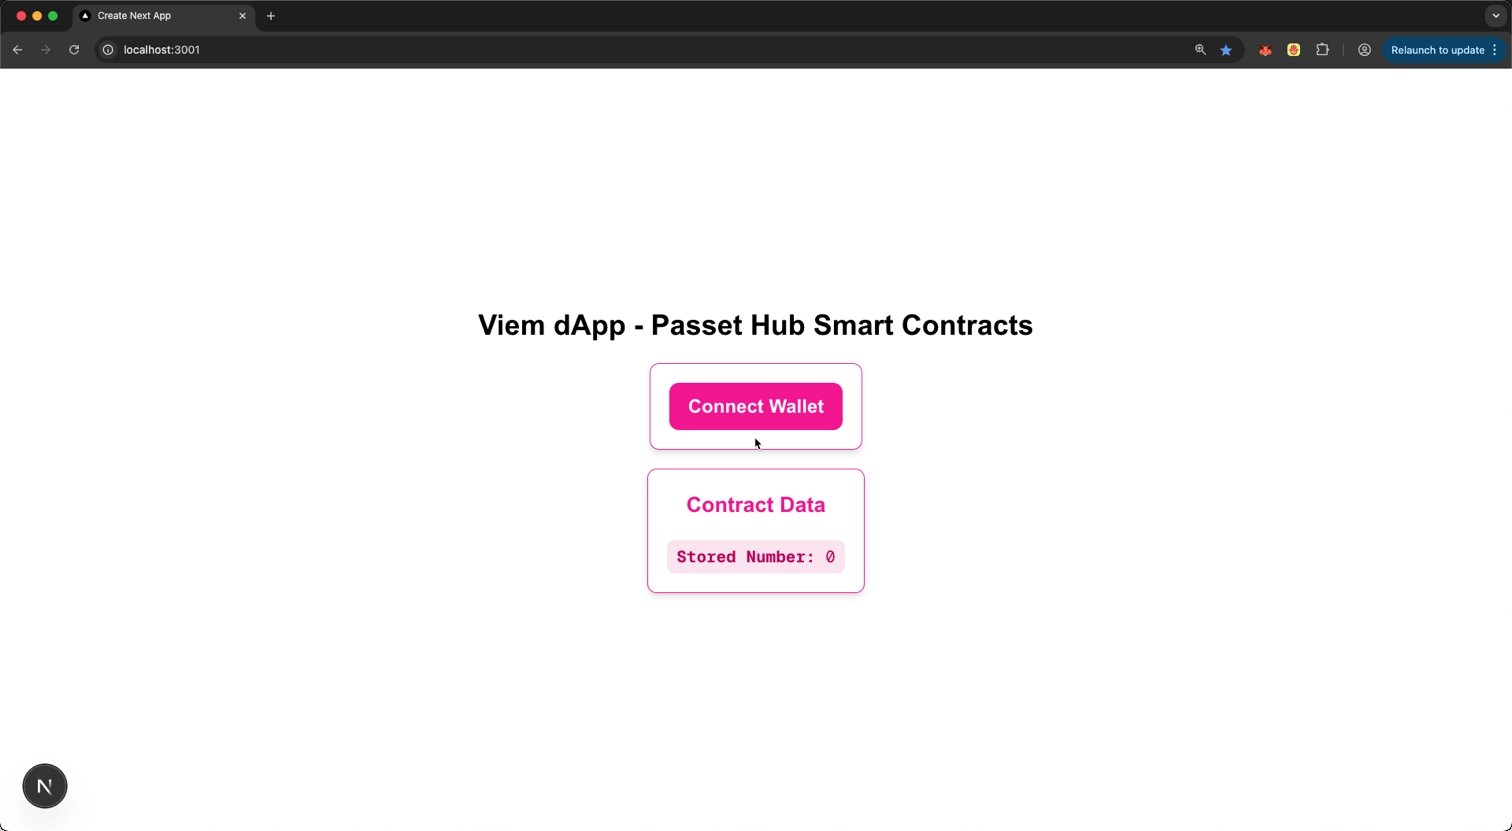 Create Next App
localhost:3001
Relaunch to update
Viem dApp - Passet Hub Smart Contracts
Connect Wallet
Contract Data
Stored Number: 0
N